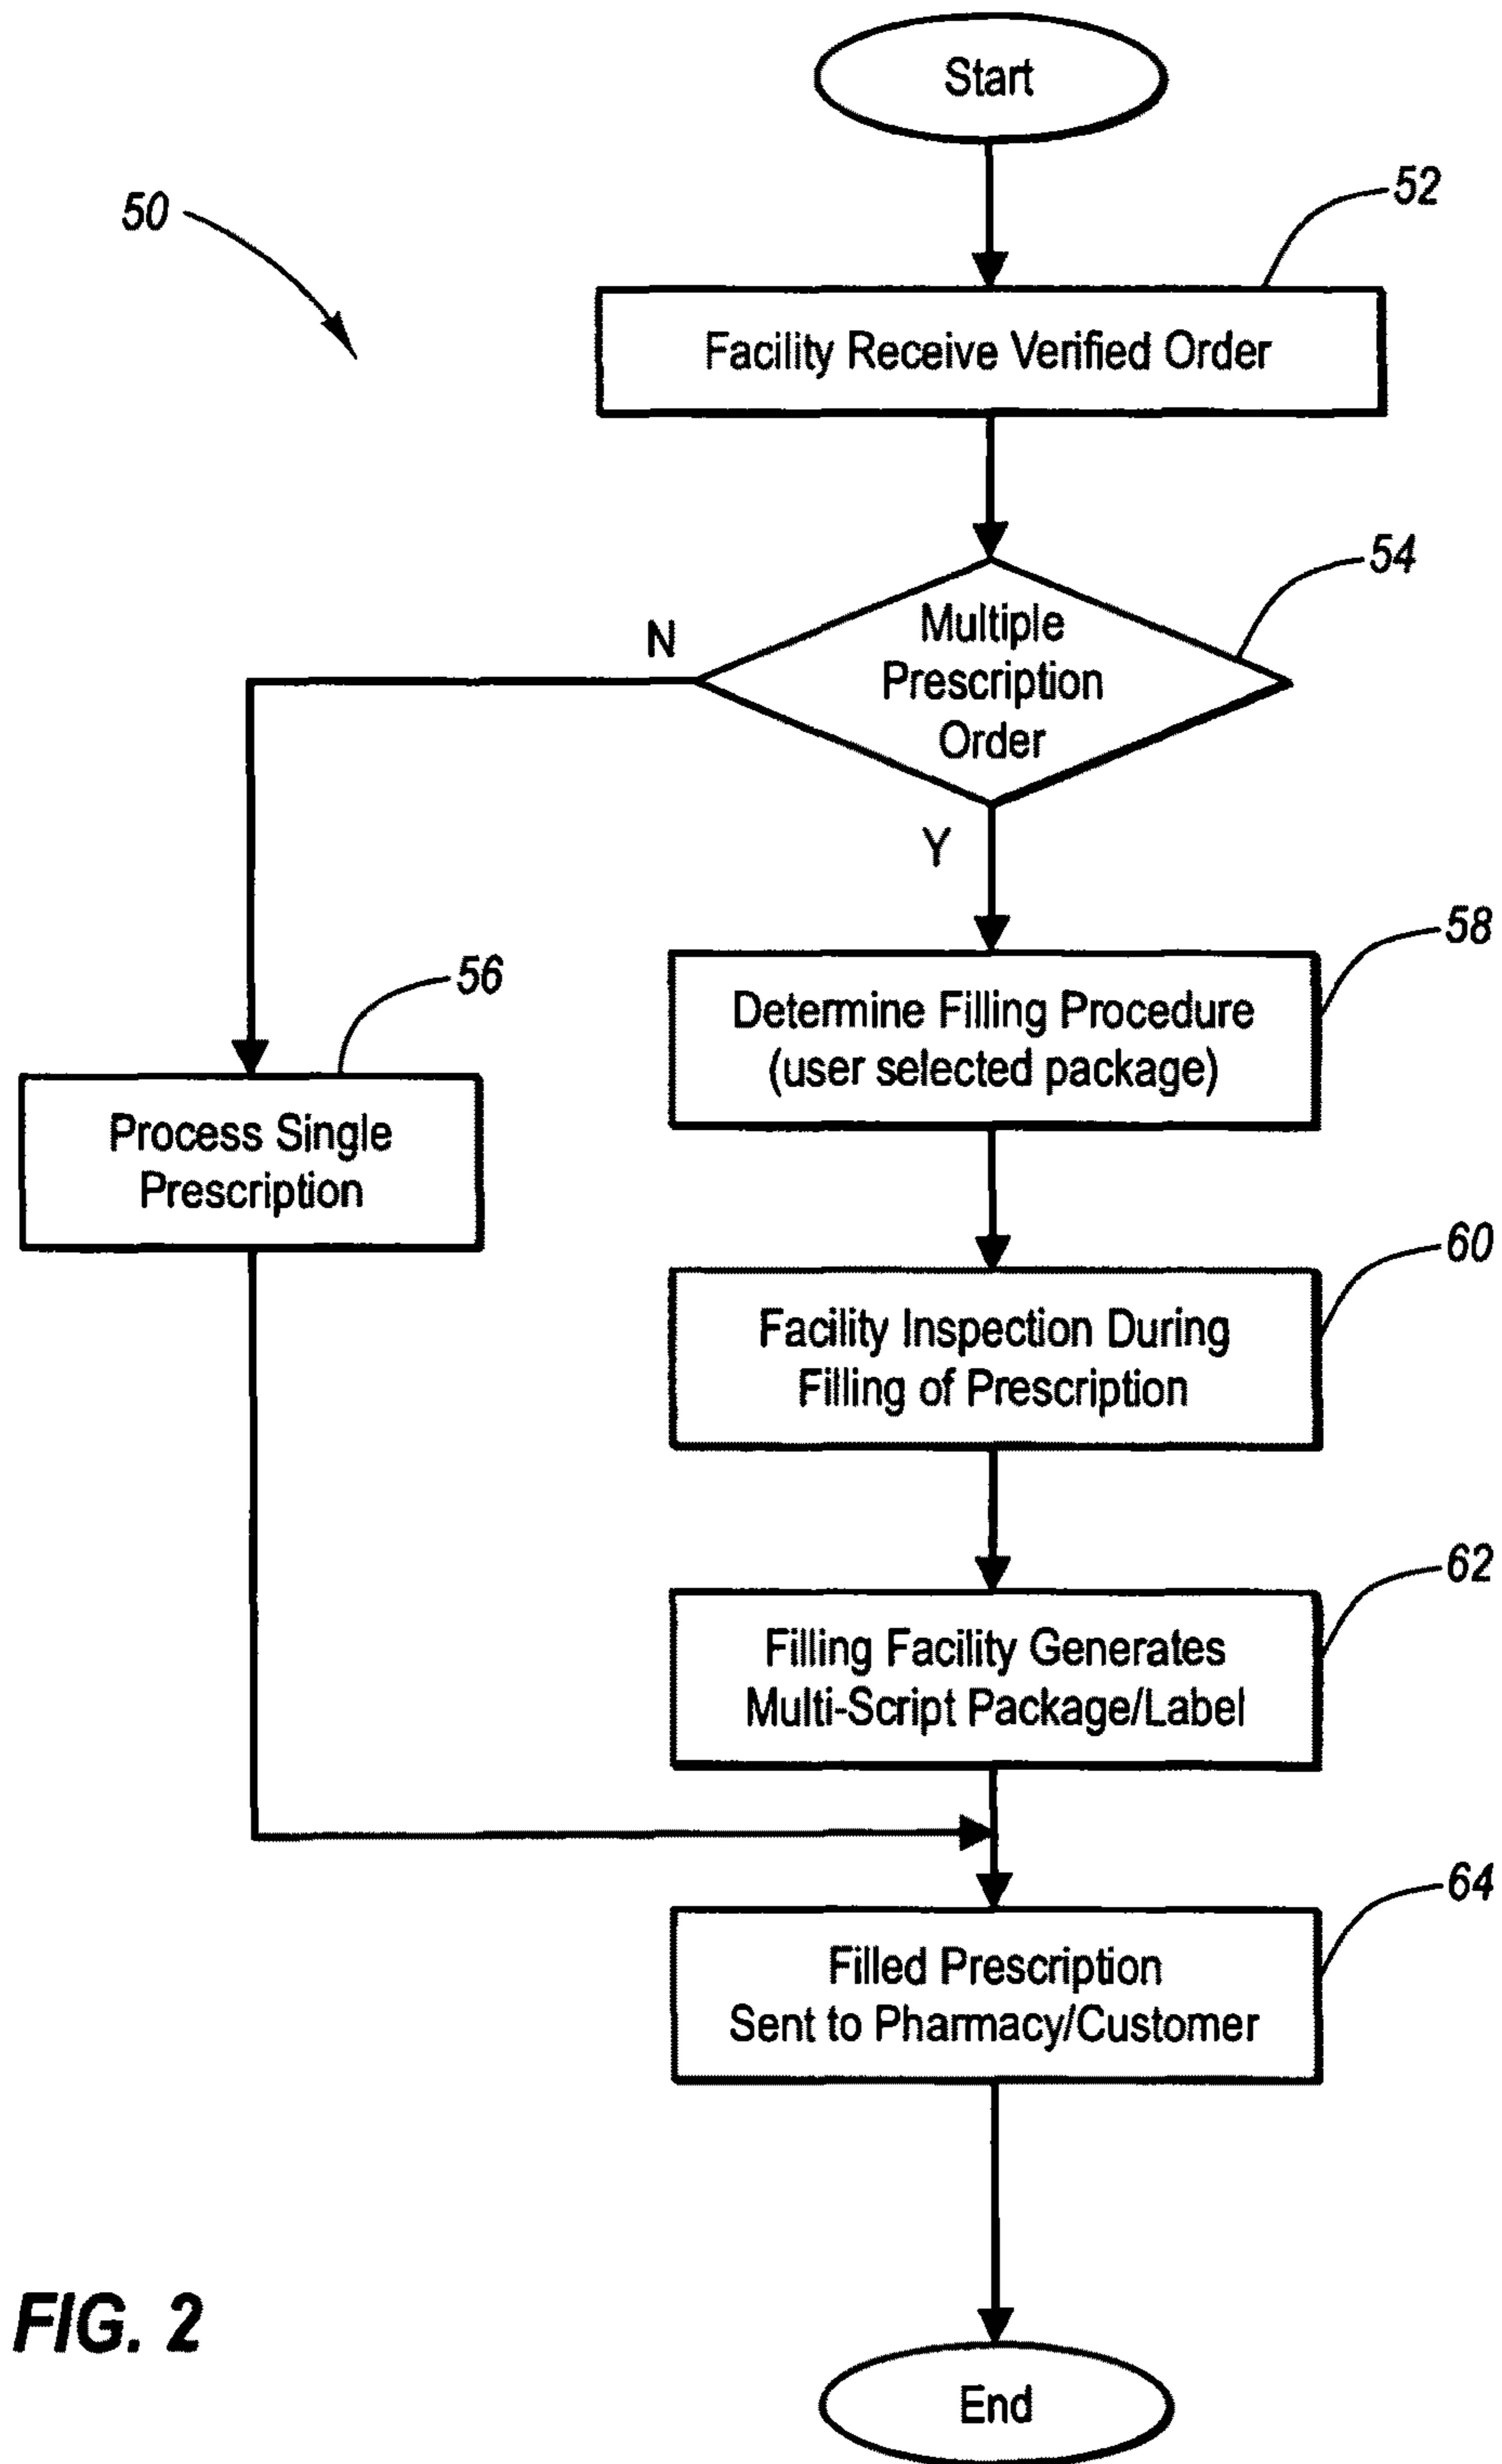 Start
50
52
Facility Receive Verified Order
54
Multiple
Prescription
Order
N
Y
58
Determine Filling Procedure
(user selected package)
56
Process Single
Prescription
60
Facility Inspection During
Filling of Prescription
62
Filling Facility Generates
Multi-Script Package/Label
64
Filled Prescription
Sent to Pharmacy/Customer
FIG. 2
End